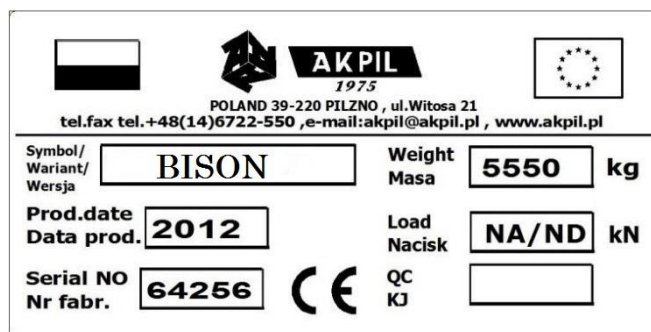 AKPIL
1975
POLAND 39-220 PILZNO , ul.Witosa 21
tel.fax tel.+48(14)6722-550 ,e-mail:akpil@akpil.pl , www.akpil.pl
Symbol/
Wariant/
Wersja
BISON
Weight
Masa
5550 kg
Prod.date
Data prod. 2012
Load
Nacisk
NA/ND kN
Serial NO
Nr fabr.
64256
CE
QC
KJ